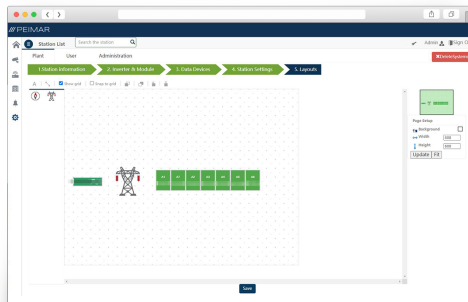 PEIMAR
Station List
Search the station
Admin
Sign O
Plant User Administration
Delete Systems
1.Station Information 2. Inverter & Module 3. Data Devices 4. Station Settings 5. Layouts
Show grid Snap to grid
Page Setup
Background
Width
Height
Update Fit
Save